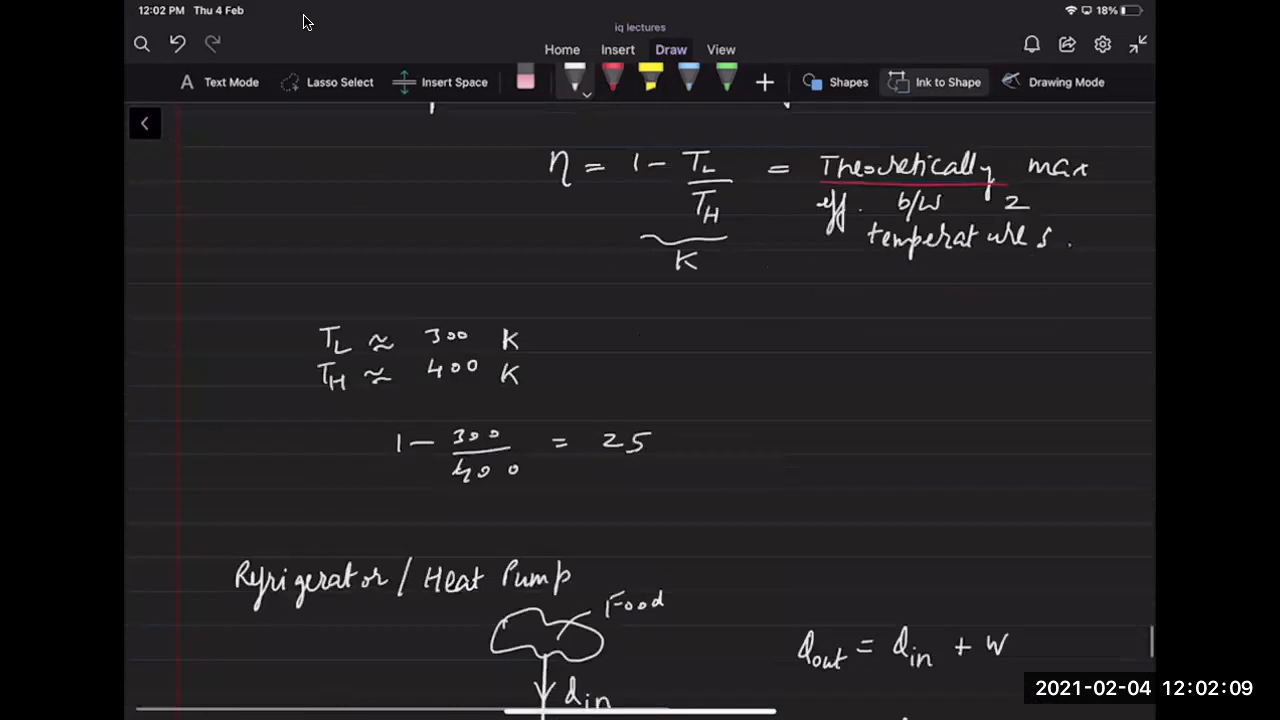 12:02 PM Thu 4 Feb
18%
iq lectures
Home Insert Draw View
Text Mode Lasso Select Insert Space Shapes Ink to Shape Drawing Mode
η = 1 - T_L / T_H = Theoretically max
eff. b/w 2
temperatures.
K
T_L ≈ 300 K
T_H ≈ 400 K
1 - 300 / 400 = 25
Refrigerator / Heat Pump
Food
Q_out = Q_in + W
Q_in
2021-02-04 12:02:09